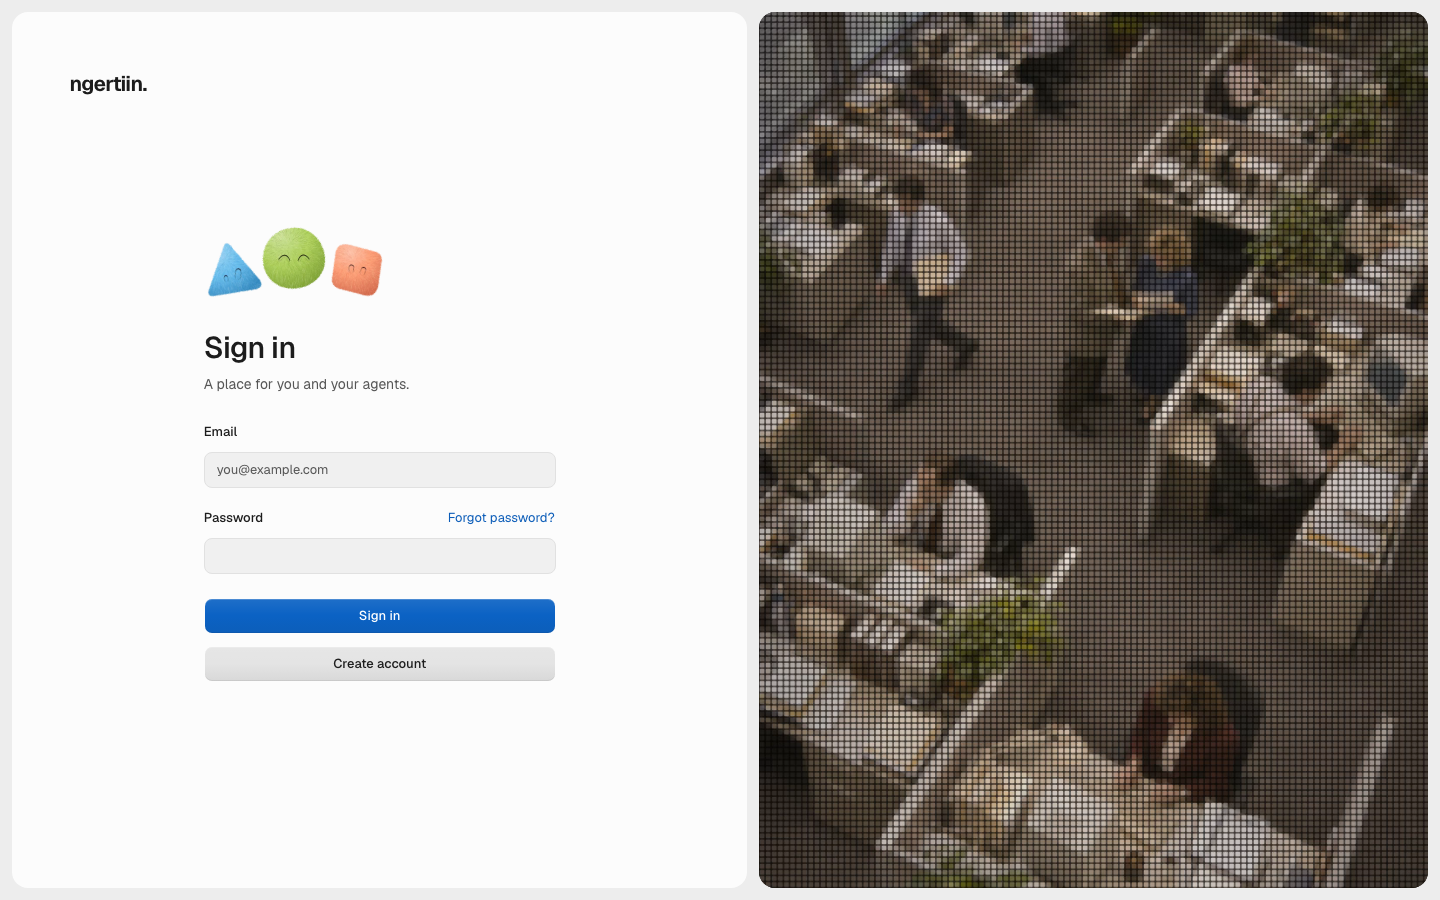 ngertiin.
Sign in
A place for you and your agents.
Email
you@example.com
Password
Forgot password?
Sign in
Create account